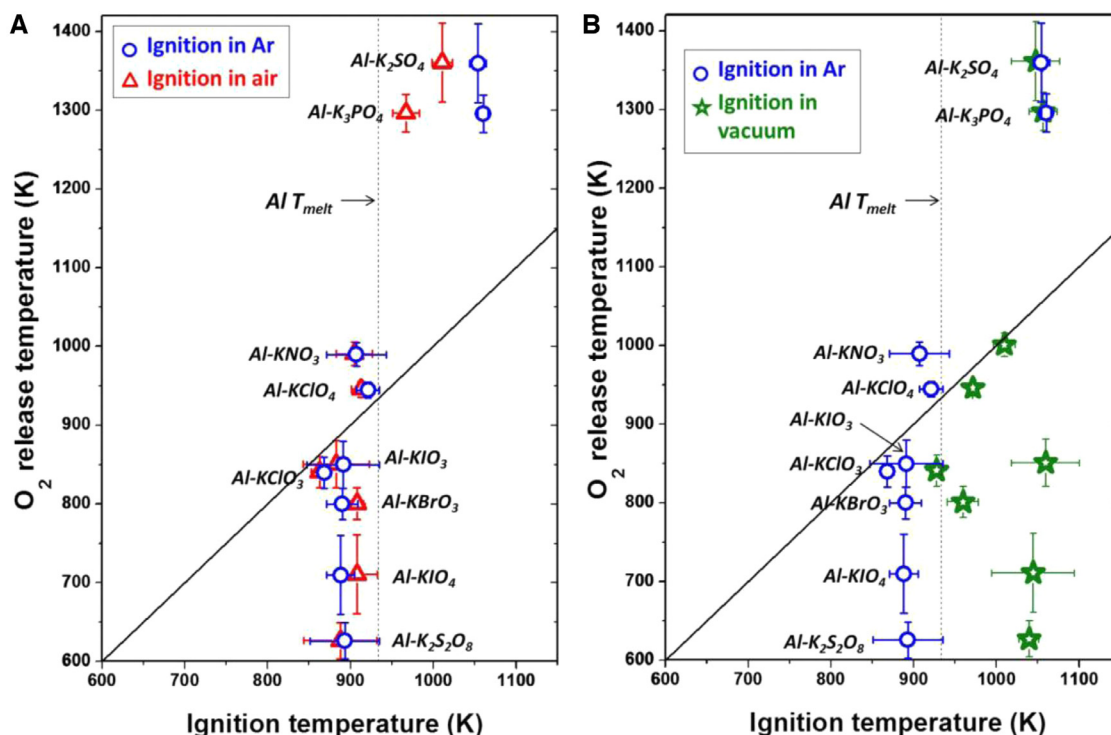 A
Ignition in Ar
Ignition in air
Al-K2SO4
Al-K3PO4
Al Tmelt
Al-KNO3
Al-KClO4
Al-KIO3
Al-KClO3
Al-KBrO3
Al-KIO4
Al-K2S2O8
1400
1300
1200
1100
1000
900
800
700
600
O2 release temperature (K)
600 700 800 900 1000 1100
Ignition temperature (K)
B
Ignition in Ar
Ignition in
vacuum
Al-K2SO4
Al-K3PO4
Al Tmelt
Al-KNO3
Al-KClO4
Al-KIO3
Al-KClO3
Al-KBrO3
Al-KIO4
Al-K2S2O8
1400
1300
1200
1100
1000
900
800
700
600
O2 release temperature (K)
600 700 800 900 1000 1100
Ignition temperature (K)